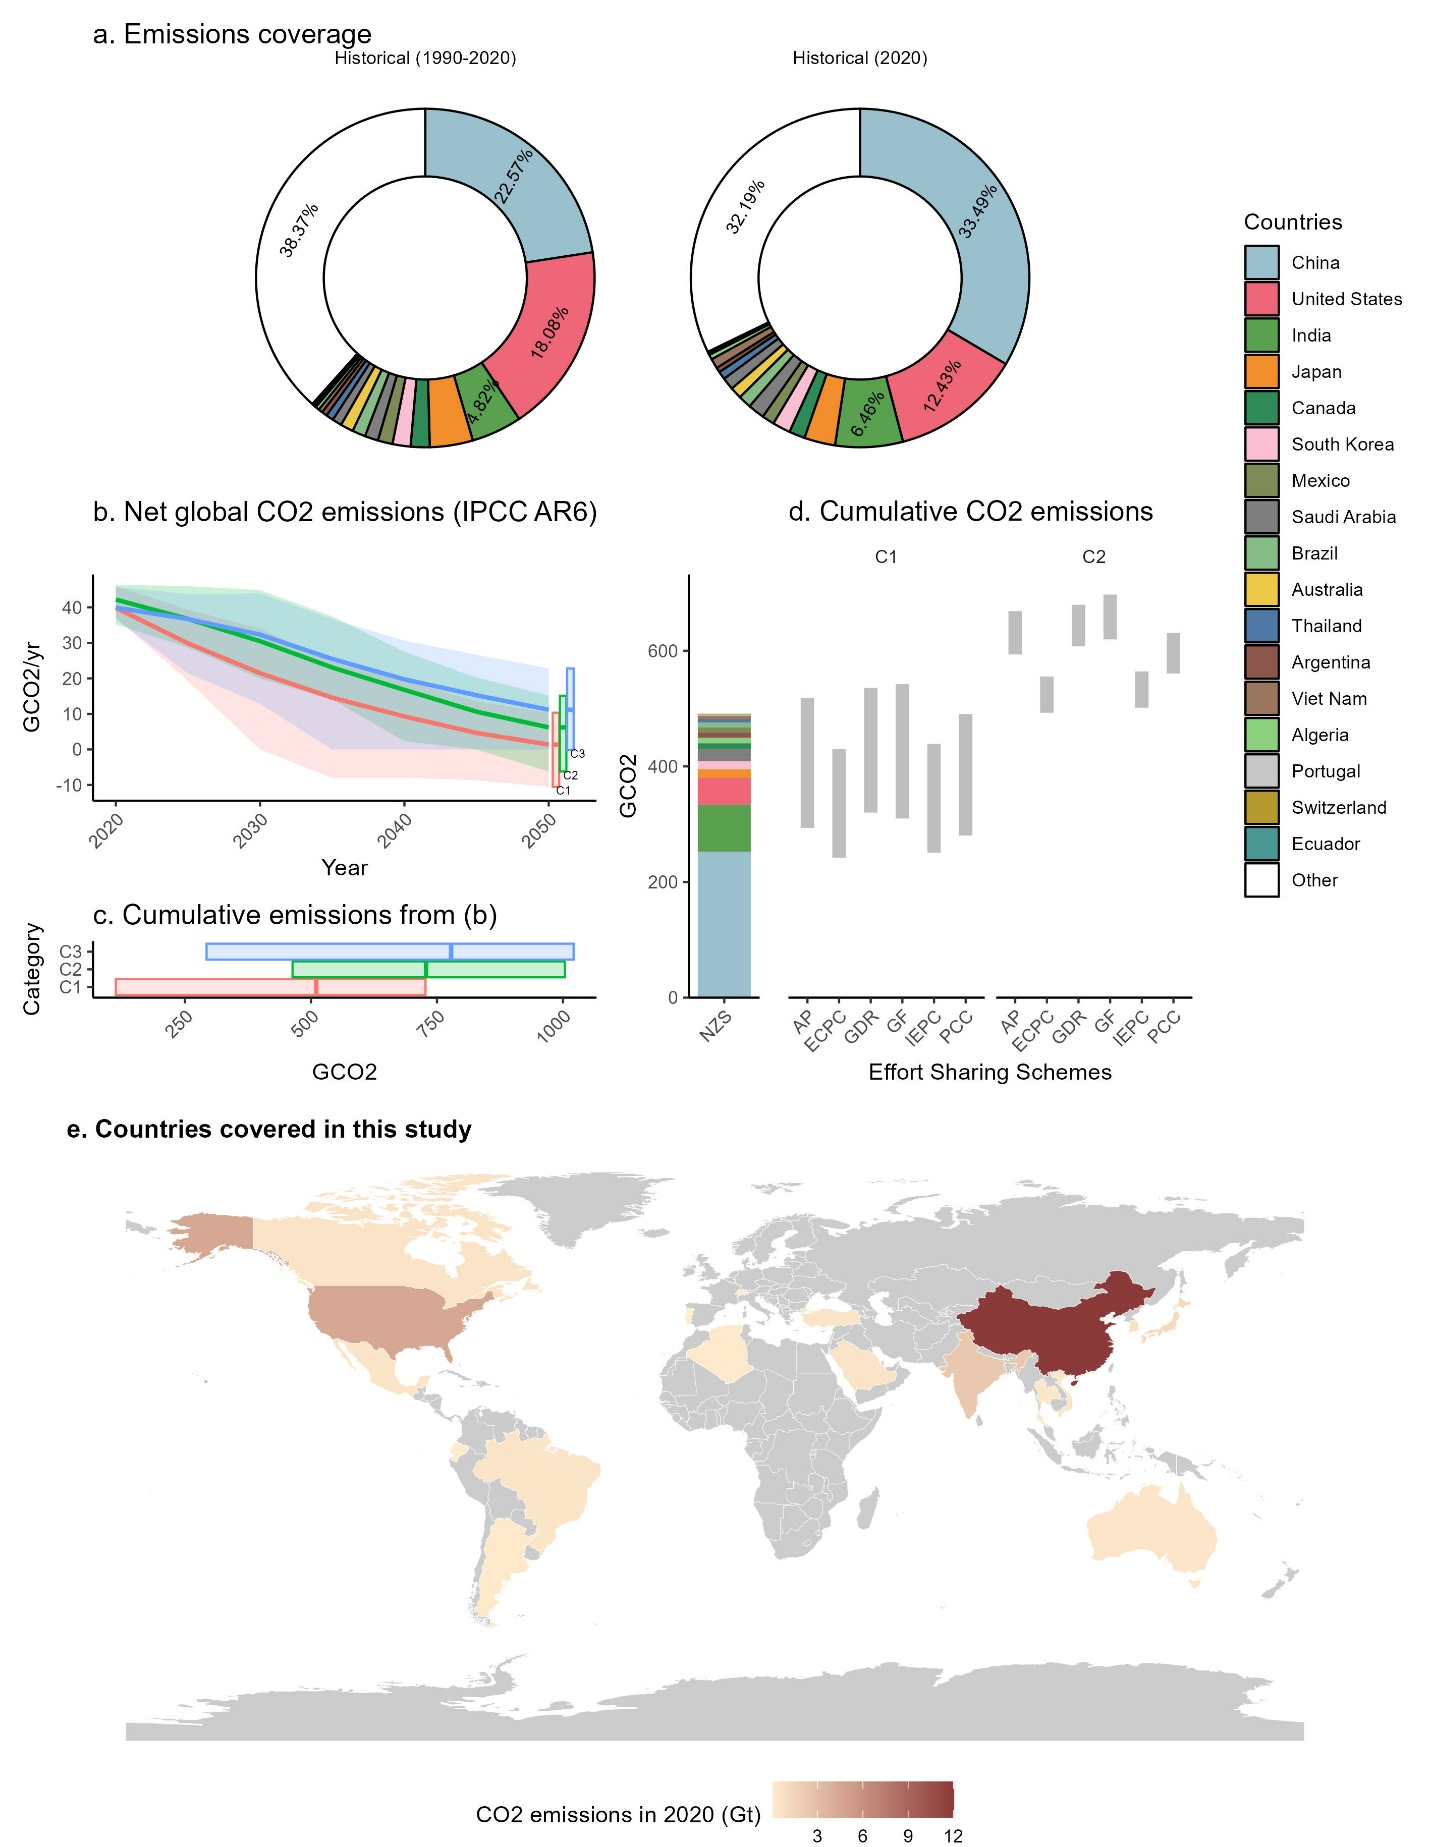 a. Emissions coverage
Historical (1990-2020)
Historical (2020)
22.57%
18.08%
4.82%
38.37%
33.49%
12.43%
6.46%
32.19%
Countries
China
United States
India
Japan
Canada
South Korea
Mexico
Saudi Arabia
Brazil
Australia
Thailand
Argentina
Viet Nam
Algeria
Portugal
Switzerland
Ecuador
Other
b. Net global CO2 emissions (IPCC AR6)
GCO2/yr
40
30
20
10
0
-10
C3
C2
C1
2020
2030
2040
2050
Year
c. Cumulative emissions from (b)
Category
C3
C2
C1
250
500
750
1000
GCO2
d. Cumulative CO2 emissions
C1
C2
GCO2
600
400
200
0
NZS
AP
ECPC
GDR
GF
IEPC
PCC
AP
ECPC
GDR
GF
IEPC
PCC
Effort Sharing Schemes
e. Countries covered in this study
CO2 emissions in 2020 (Gt)
3
6
9
12